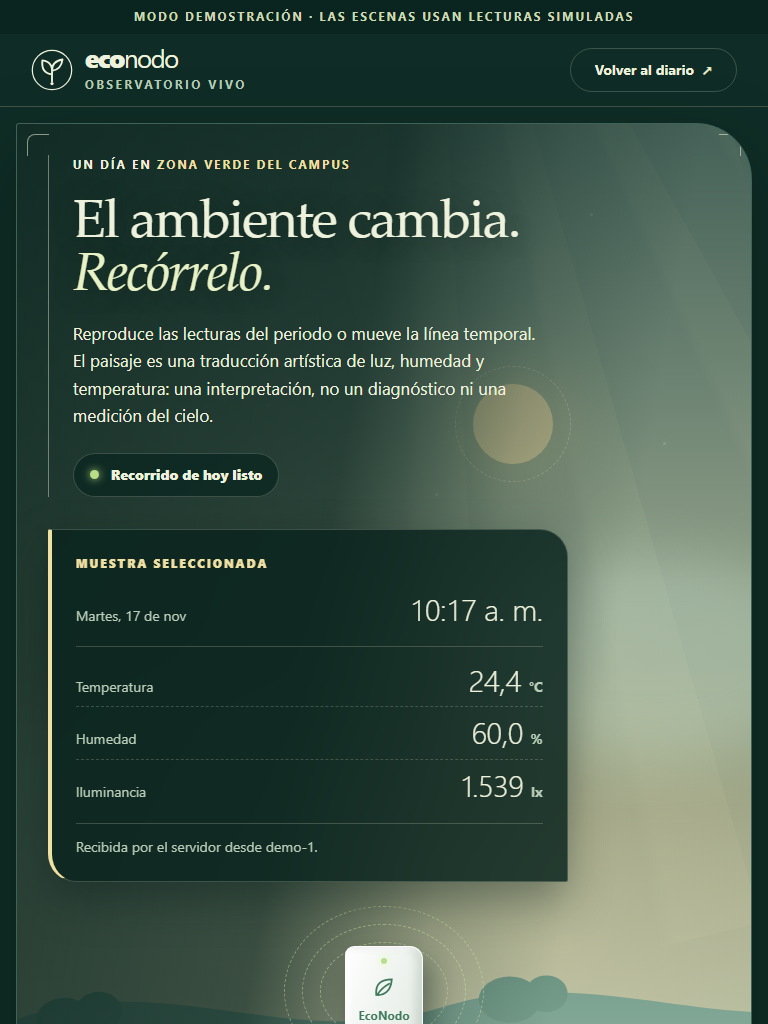 MODO DEMOSTRACIÓN · LAS ESCENAS USAN LECTURAS SIMULADAS
econodo
OBSERVATORIO VIVO
Volver al diario ↗
UN DÍA EN ZONA VERDE DEL CAMPUS
El ambiente cambia.
Recórrelo.
Reproduce las lecturas del periodo o mueve la línea temporal.
El paisaje es una traducción artística de luz, humedad y
temperatura: una interpretación, no un diagnóstico ni una
medición del cielo.
Recorrido de hoy listo
MUESTRA SELECCIONADA
Martes, 17 de nov 10:17 a. m.
Temperatura 24,4 °C
Humedad 60,0 %
Iluminancia 1.539 lx
Recibida por el servidor desde demo-1.
EcoNodo